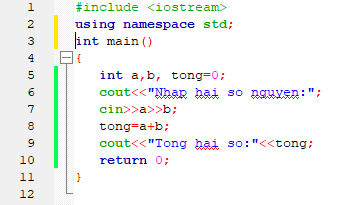 1 #include <iostream>
2 using namespace std;
3 int main()
4 {
5 int a,b, tong=0;
6 cout<<"Nhap hai so nguyen:";
7 cin>>a>>b;
8 tong=a+b;
9 cout<<"Tong hai so:"<<tong;
10 return 0;
11 }
12